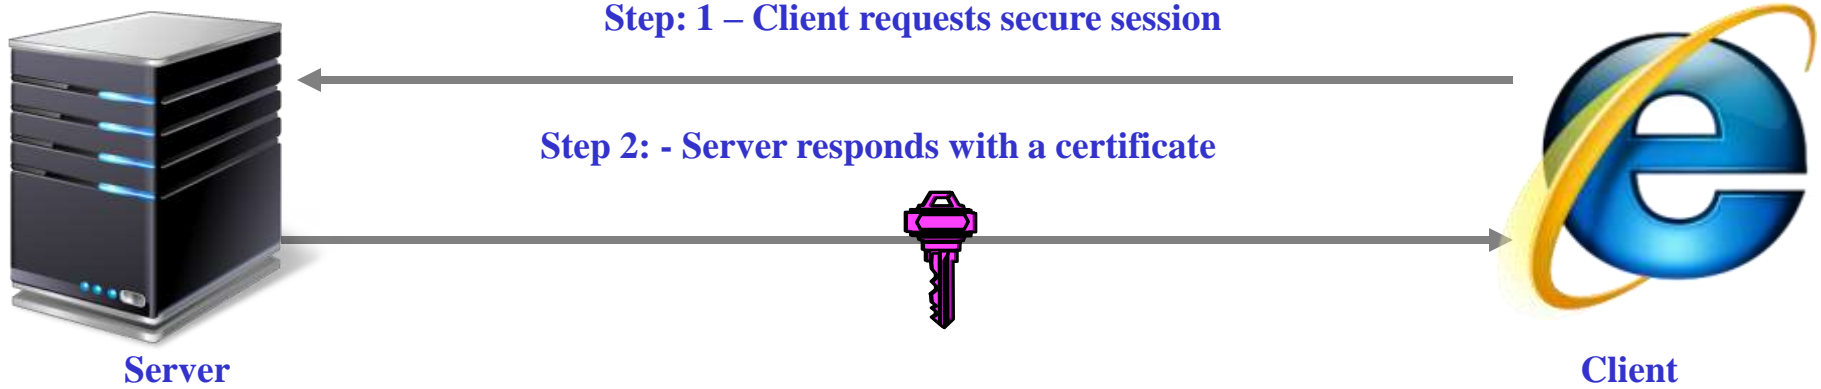 Step: 1 – Client requests secure session
Step 2: - Server responds with a certificate
Server
Client